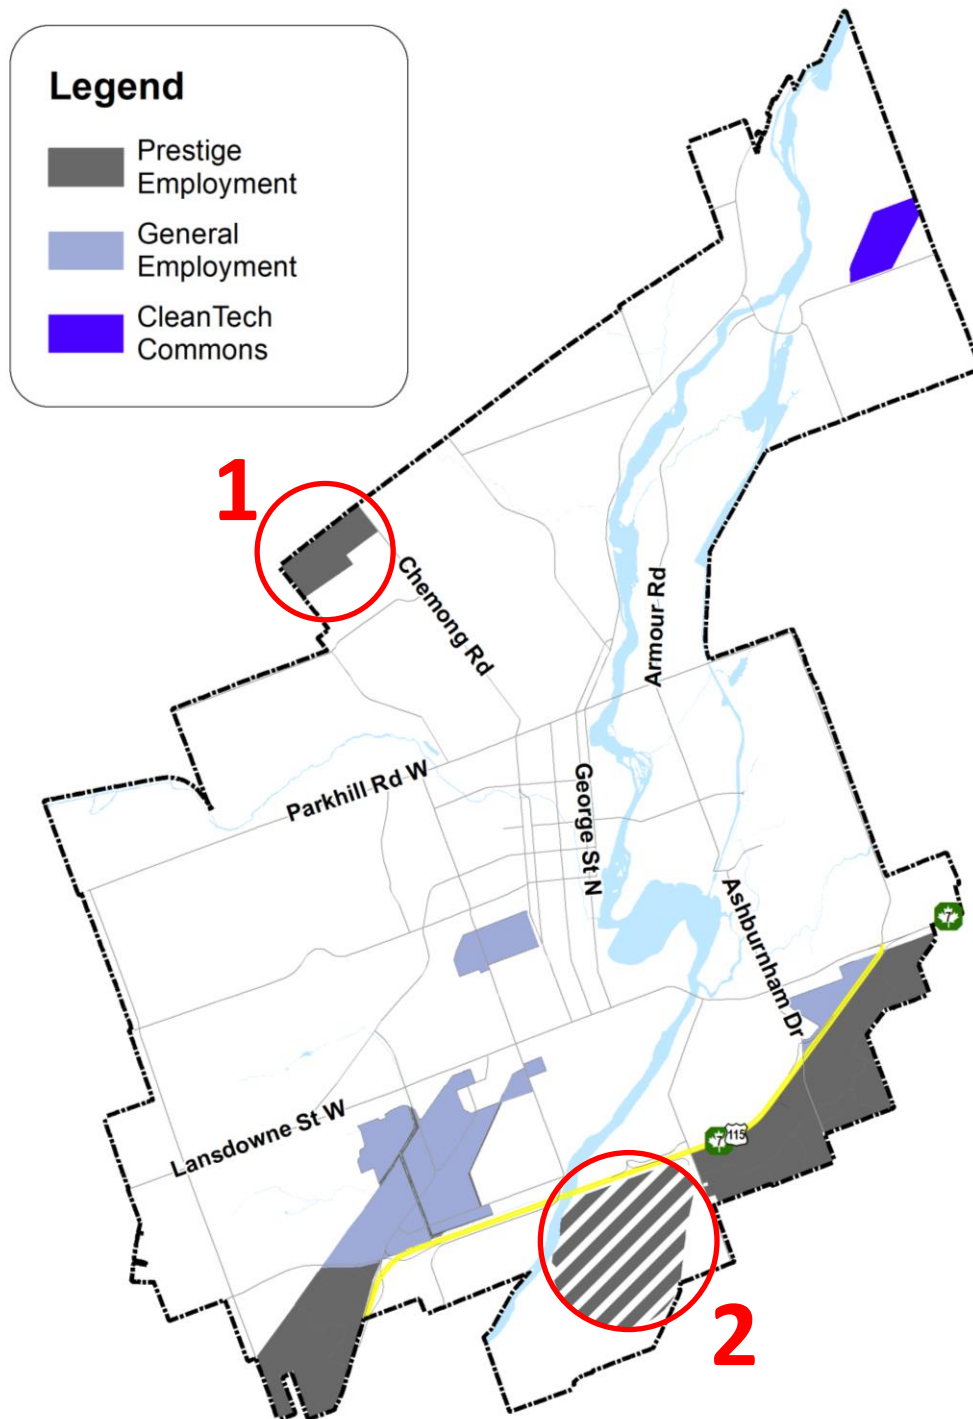 Legend
Prestige
Employment
General
Employment
CleanTech
Commons
1
Chemong Rd
Armour Rd
Parkhill Rd W
George St N
Ashburnham Dr
7
Lansdowne St W
7
115
2